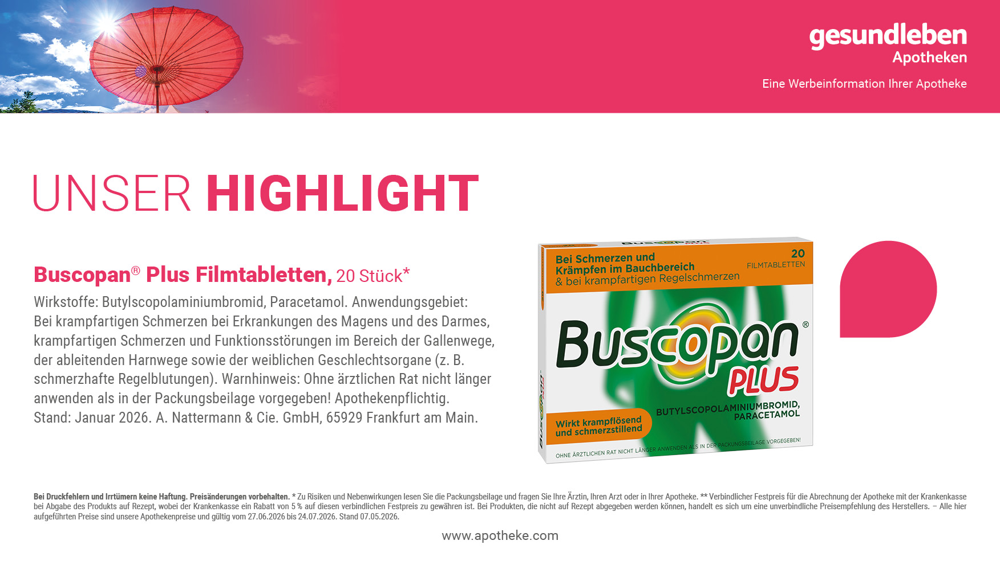 gesundleben
Apotheken
Eine Werbeinformation Ihrer Apotheke
UNSER HIGHLIGHT
Buscopan® Plus Filmtabletten, 20 Stück*
Wirkstoffe: Butylscopolaminiumbromid, Paracetamol. Anwendungsgebiet:
Bei krampfartigen Schmerzen bei Erkrankungen des Magens und des Darmes,
krampfartigen Schmerzen und Funktionsstörungen im Bereich der Gallenwege,
der ableitenden Harnwege sowie der weiblichen Geschlechtsorgane (z. B.
schmerzhafte Regelblutungen). Warnhinweis: Ohne ärztlichen Rat nicht länger
anwenden als in der Packungsbeilage vorgegeben! Apothekenpflichtig.
Stand: Januar 2026. A. Nattermann & Cie. GmbH, 65929 Frankfurt am Main.
Buscopan PLUS
Bei Schmerzen und
Krämpfen im Bauchbereich
& bei krampfartigen Regelschmerzen
20
FILMTABLETTEN
Buscopan®
PLUS
BUTYLSCOPOLAMINIUMBROMID,
PARACETAMOL
Wirkt krampflösend
und schmerzstillend
OHNE ÄRZTLICHEN RAT NICHT LÄNGER ANWENDEN ALS IN DER PACKUNGSBEILAGE VORGEGEBEN!
Buscopan PLUS
Bei Druckfehlern und Irrtümern keine Haftung. Preisänderungen vorbehalten. * Zu Risiken und Nebenwirkungen lesen Sie die Packungsbeilage und fragen Sie Ihre Ärztin, Ihren Arzt oder in Ihrer Apotheke. ** Verbindlicher Festpreis für die Abrechnung der Apotheke mit der Krankenkasse
bei Abgabe des Produkts auf Rezept, wobei der Krankenkasse ein Rabatt von 5 % auf diesen verbindlichen Festpreis zu gewähren ist. Bei Produkten, die nicht auf Rezept abgegeben werden können, handelt es sich um eine unverbindliche Preisempfehlung des Herstellers. – Alle hier
aufgeführten Preise sind unsere Apothekenpreise und gültig vom 27.06.2026 bis 24.07.2026. Stand 07.05.2026.
www.apotheke.com